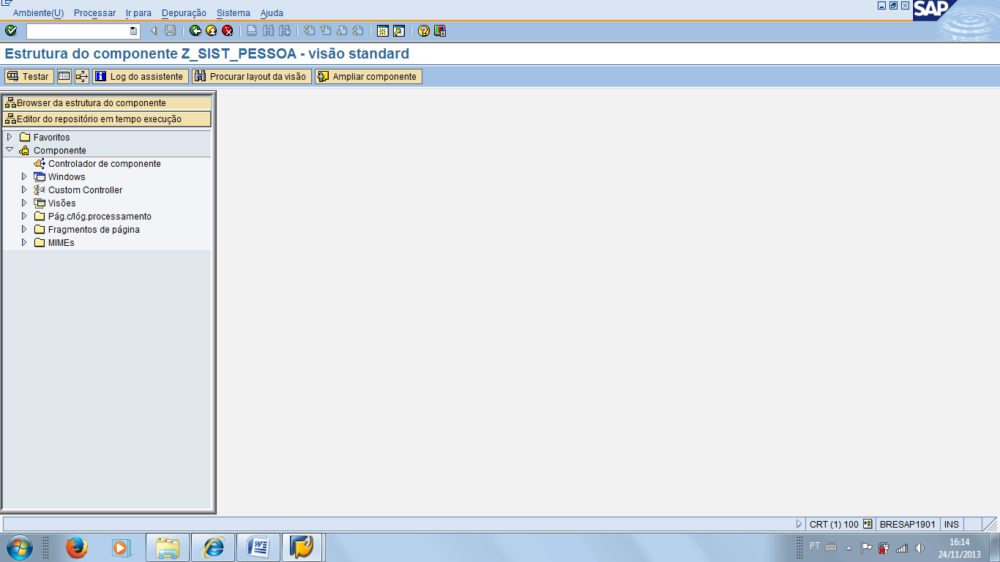 Ambiente(U) Processar Ir para Depuração Sistema Ajuda
SAP
Estrutura do componente Z_SIST_PESSOA - visão standard
Testar Log do assistente Procurar layout da visão Ampliar componente
Browser da estrutura do componente
Editor do repositório em tempo execução
Favoritos
Componente
Controlador de componente
Windows
Custom Controller
Visões
Pág.c/lóg.processamento
Fragmentos de página
MIMEs
CRT (1) 100 BRESAP1901 INS
PT
16:14
24/11/2013